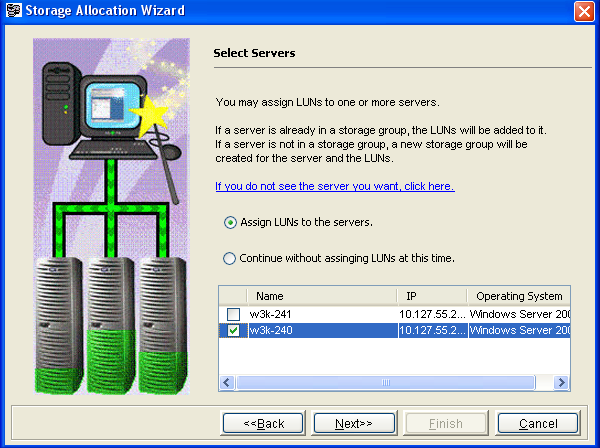 Storage Allocation Wizard
Select Servers
You may assign LUNs to one or more servers.
If a server is already in a storage group, the LUNs will be added to it.
If a server is not in a storage group, a new storage group will be
created for the server and the LUNs.
If you do not see the server you want, click here.
Assign LUNs to the servers.
Continue without assinging LUNs at this time.
Name IP Operating System
w3k-241 10.127.55.2... Windows Server 200
w3k-240 10.127.55.2... Windows Server 200
<<Back Next>> Finish Cancel